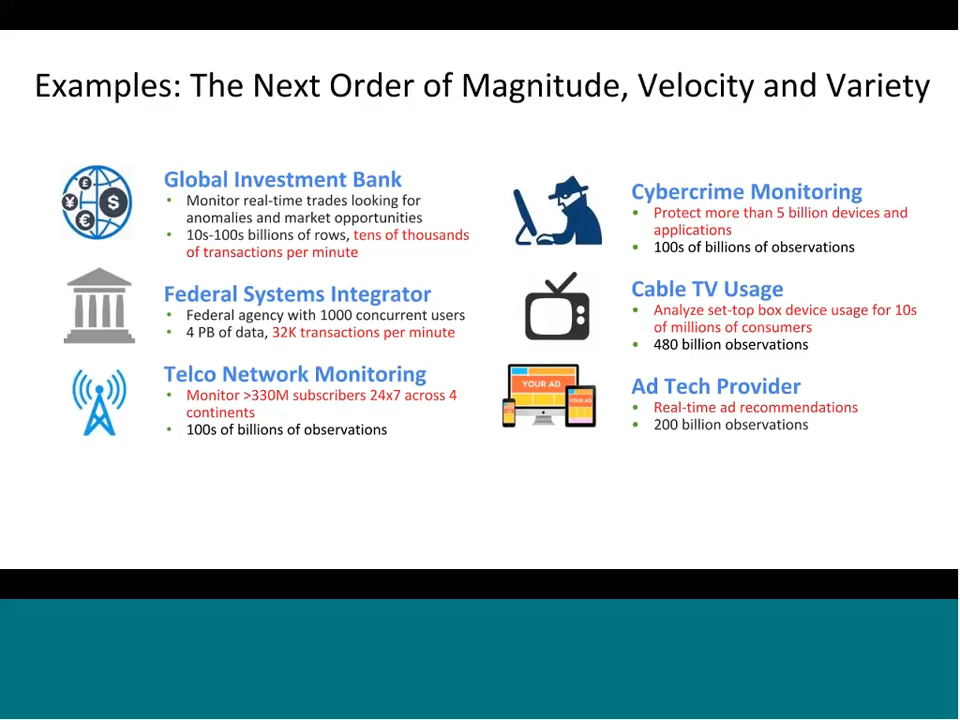 Examples: The Next Order of Magnitude, Velocity and Variety
Global Investment Bank
• Monitor real-time trades looking for
anomalies and market opportunities
• 10s-100s billions of rows, tens of thousands
of transactions per minute
Federal Systems Integrator
• Federal agency with 1000 concurrent users
• 4 PB of data, 32K transactions per minute
Telco Network Monitoring
• Monitor >330M subscribers 24x7 across 4
continents
• 100s of billions of observations
Cybercrime Monitoring
• Protect more than 5 billion devices and
applications
• 100s of billions of observations
Cable TV Usage
• Analyze set-top box device usage for 10s
of millions of consumers
• 480 billion observations
YOUR AD
Ad Tech Provider
• Real-time ad recommendations
• 200 billion observations